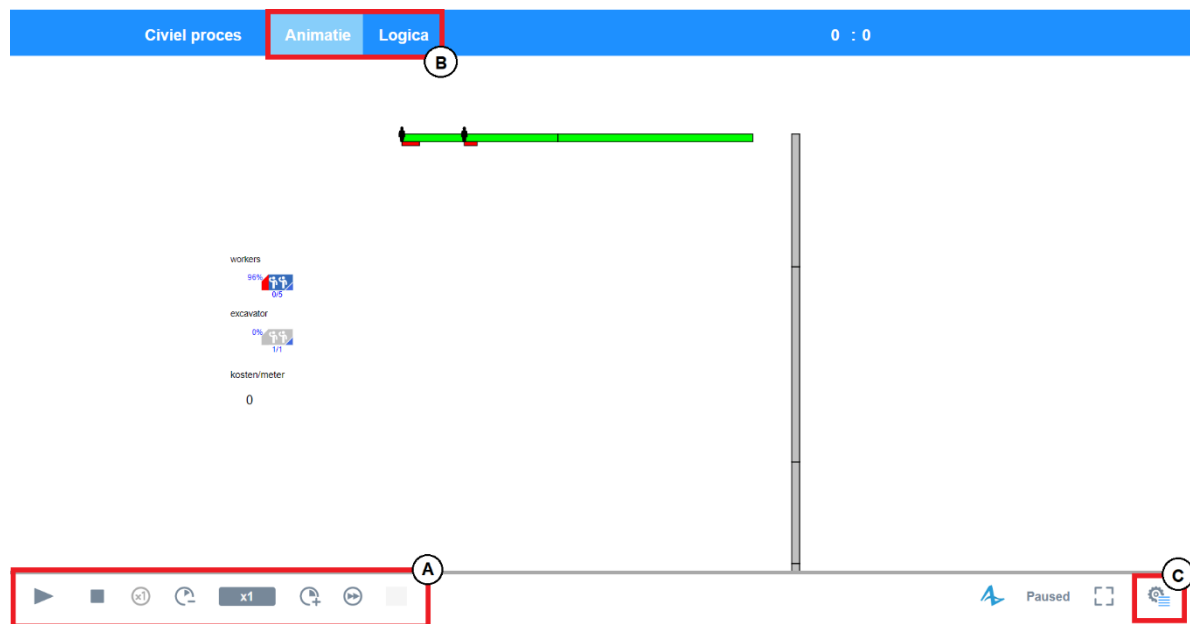 Civiel proces Animatie Logica 0 : 0
B
workers
96%
0/5
excavator
0%
1/1
kosten/meter
0
A
C
x1 x1 Paused